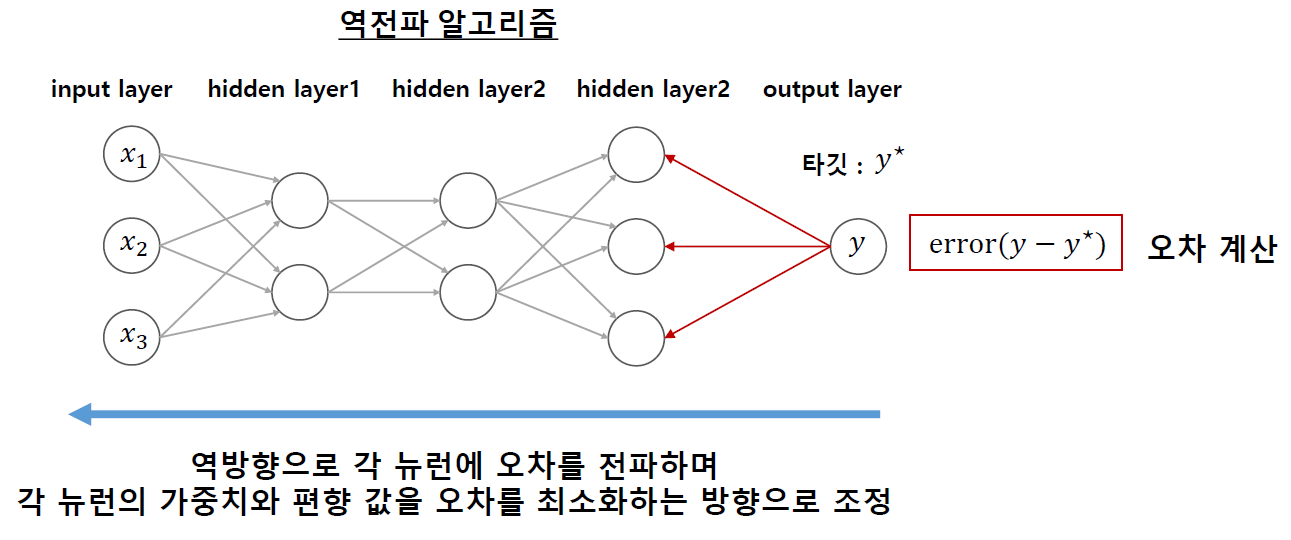 역전파 알고리즘
input layer hidden layer1 hidden layer2 hidden layer2 output layer
타깃 : y⋆
x₁
x₂
x₃
y
error(y − y⋆)
오차 계산
역방향으로 각 뉴런에 오차를 전파하며
각 뉴런의 가중치와 편향 값을 오차를 최소화하는 방향으로 조정